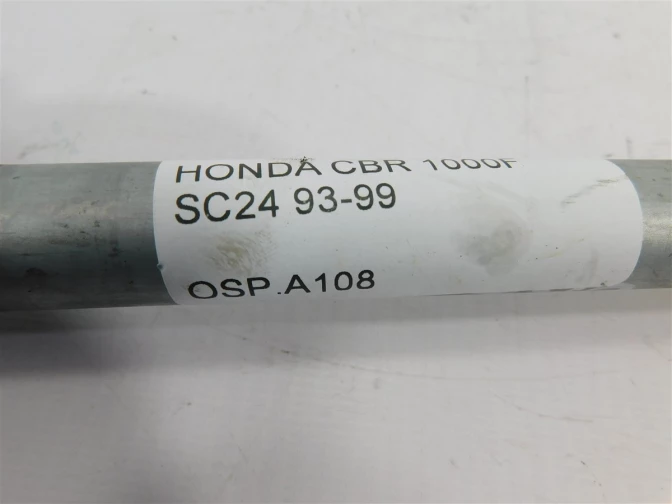 HONDA CBR 1000F
SC24 93-99
OSP.A108